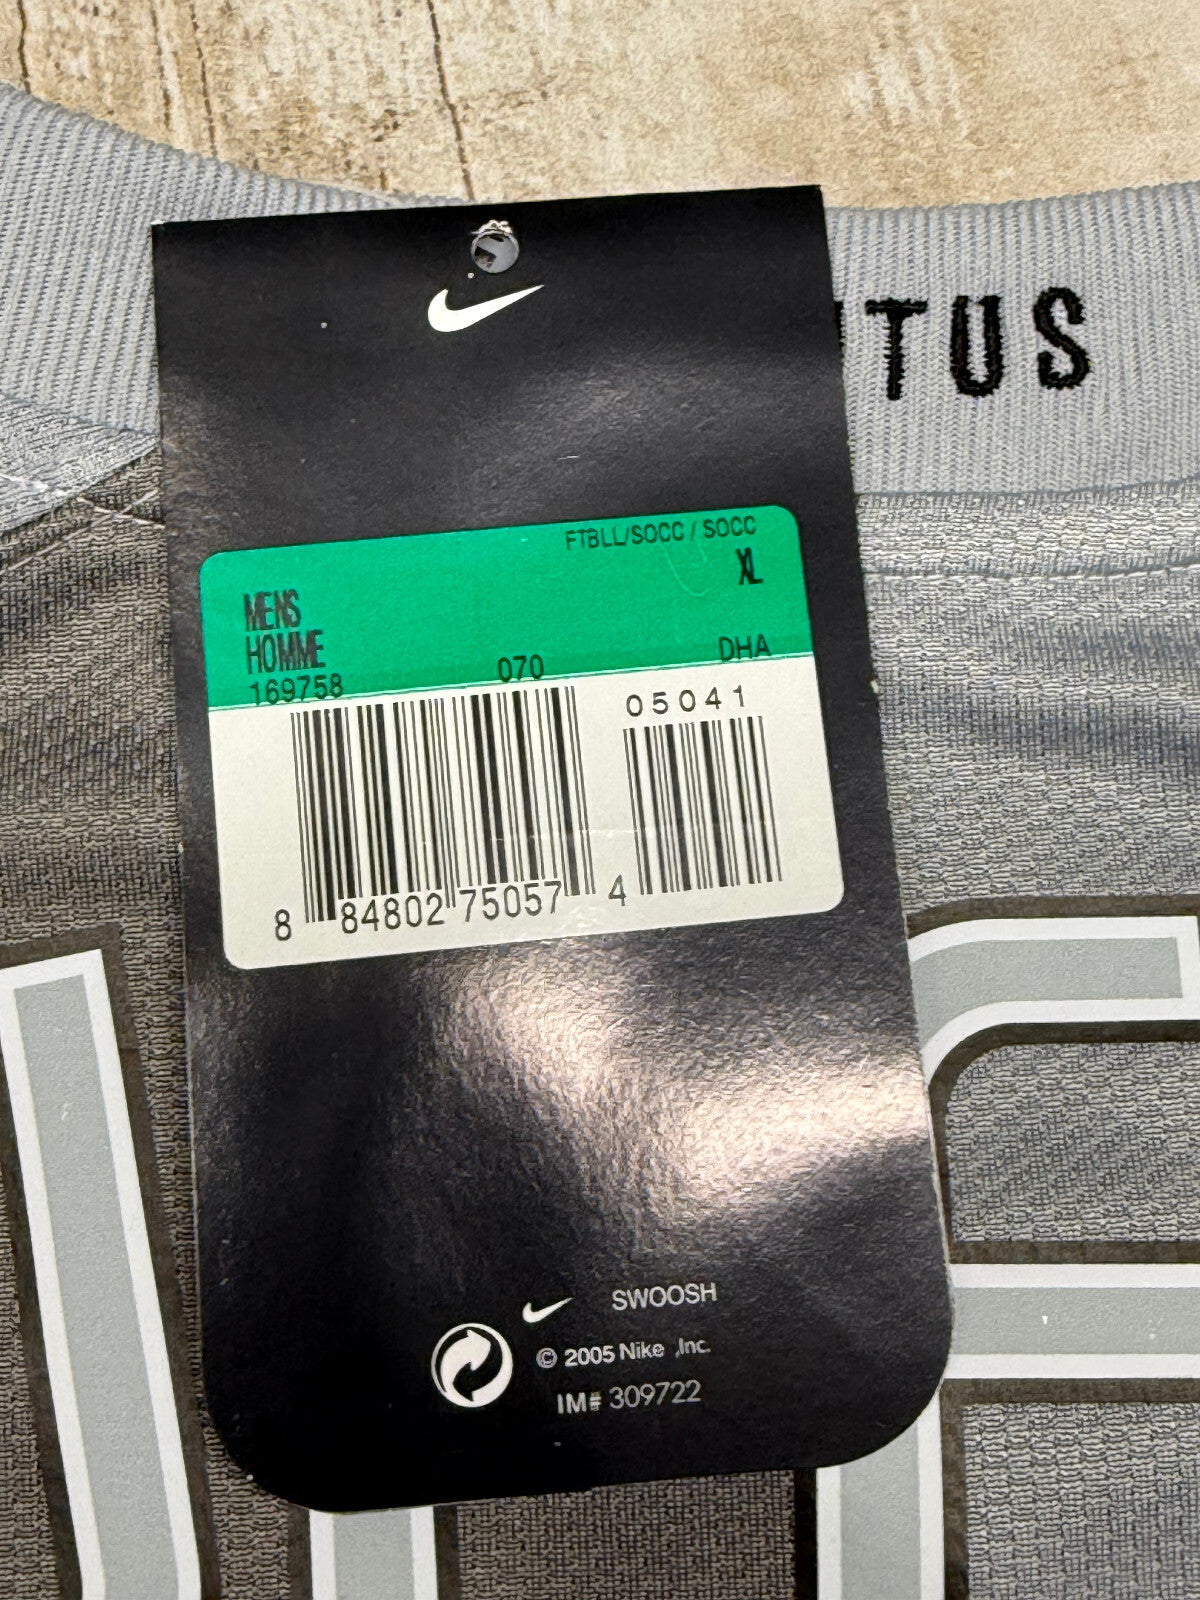 TUS
FTBLL/SOCC / SOCC
XL
MENS
HOMME
169758 070 DHA
05041
8 84802 75057 4
SWOOSH
© 2005 Nike ,Inc.
IM# 309722